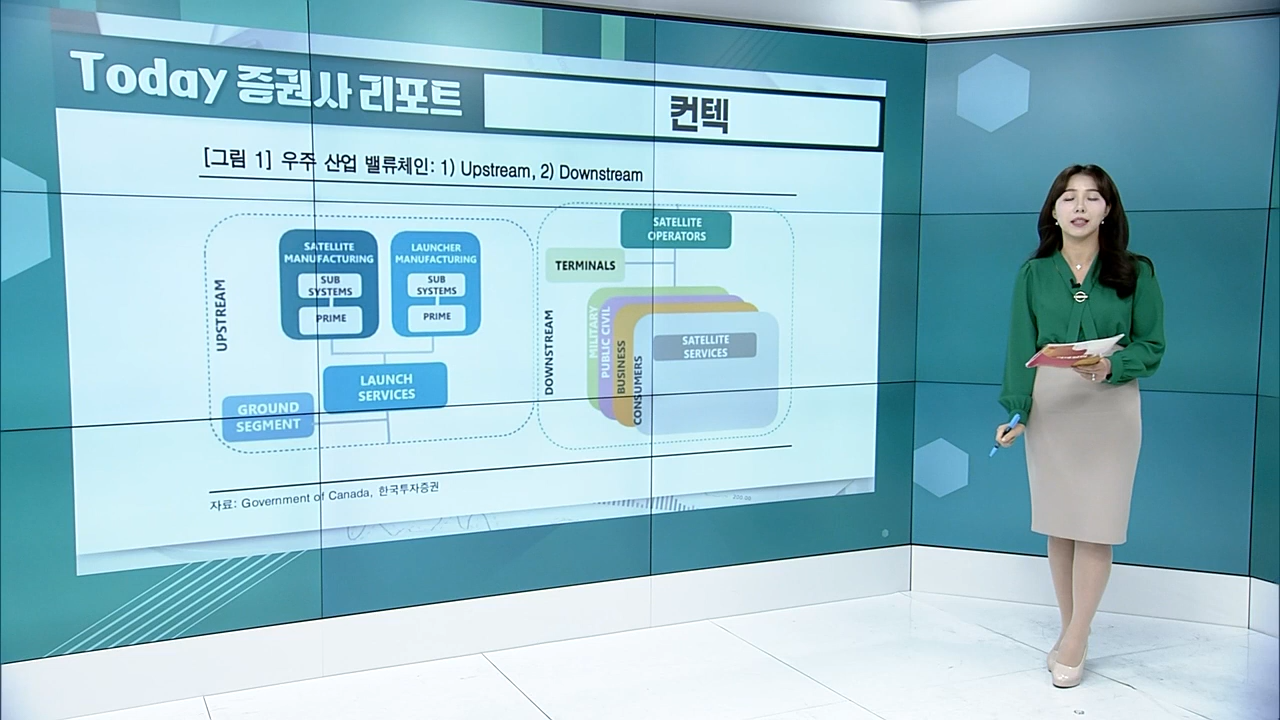 Today 증권사 리포트
컨텍
[그림 1] 우주 산업 밸류체인: 1) Upstream, 2) Downstream
UPSTREAM
SATELLITE
MANUFACTURING
SUB
SYSTEMS
PRIME
LAUNCHER
MANUFACTURING
SUB
SYSTEMS
PRIME
LAUNCH
SERVICES
GROUND
SEGMENT
DOWNSTREAM
SATELLITE
OPERATORS
TERMINALS
MILITARY
PUBLIC CIVIL
BUSINESS
CONSUMERS
SATELLITE
SERVICES
자료: Government of Canada, 한국투자증권